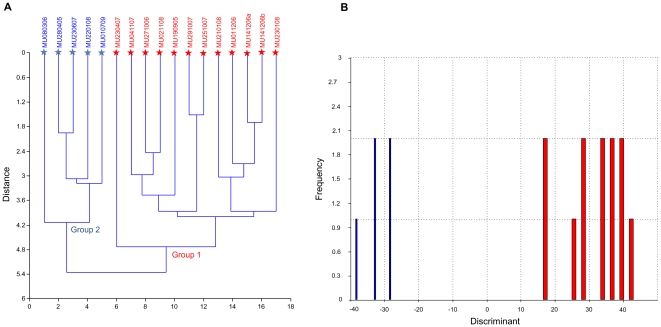 A
B
MU080306
MU280405
MU230607
MU220108
MU010709
MU230407
MU041107
MU271006
MU021108
MU190905
MU291007
MU251007
MU210108
MU011206
MU141206a
MU141206b
MU230108
0
0.6
1.2
1.8
2.4
3.0
3.6
4.2
4.8
5.4
6
Distance
Group 2
Group 1
0 2 4 6 8 10 12 14 16 18
3
2.7
2.4
2.1
1.8
1.5
1.2
0.9
0.6
0.3
0
Frequency
-40 -30 -20 -10 0 10 20 30 40
Discriminant